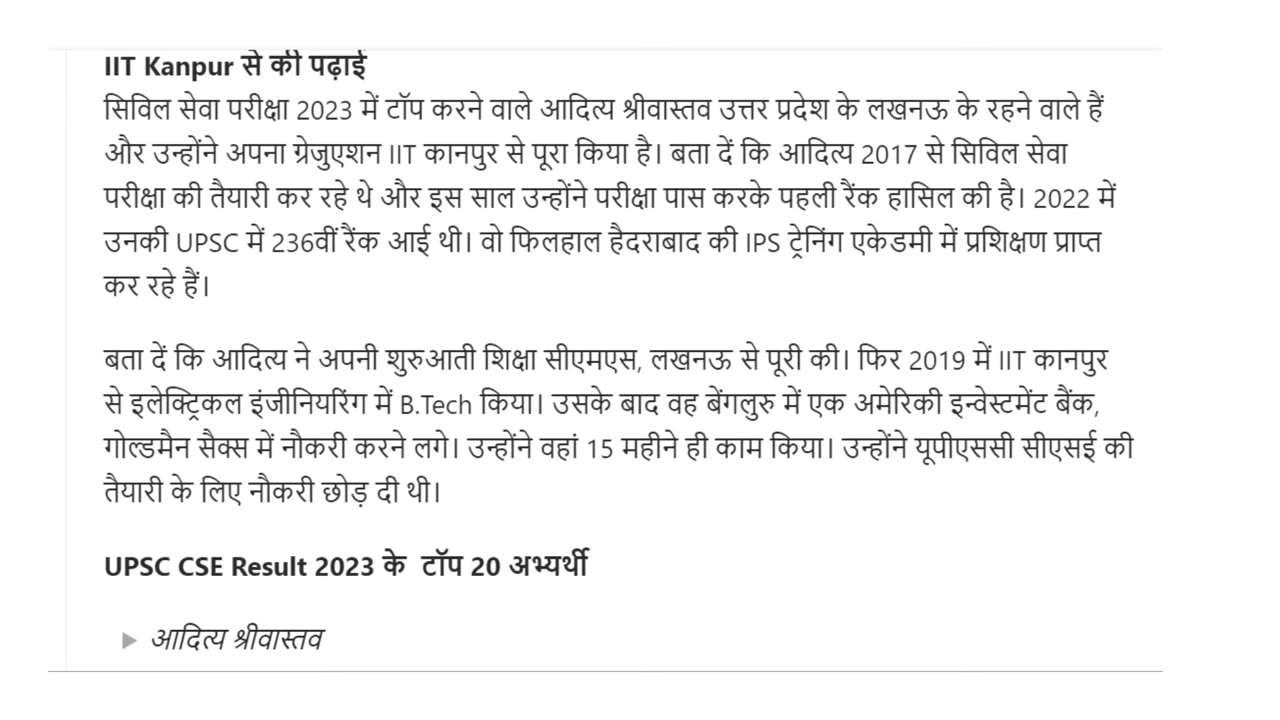 IIT Kanpur से की पढ़ाई
सिविल सेवा परीक्षा 2023 में टॉप करने वाले आदित्य श्रीवास्तव उत्तर प्रदेश के लखनऊ के रहने वाले हैं
और उन्होंने अपना ग्रेजुएशन IIT कानपुर से पूरा किया है। बता दें कि आदित्य 2017 से सिविल सेवा
परीक्षा की तैयारी कर रहे थे और इस साल उन्होंने परीक्षा पास करके पहली रैंक हासिल की है। 2022 में
उनकी UPSC में 236वीं रैंक आई थी। वो फिलहाल हैदराबाद की IPS ट्रेनिंग एकेडमी में प्रशिक्षण प्राप्त
कर रहे हैं।
बता दें कि आदित्य ने अपनी शुरुआती शिक्षा सीएमएस, लखनऊ से पूरी की। फिर 2019 में IIT कानपुर
से इलेक्ट्रिकल इंजीनियरिंग में B.Tech किया। उसके बाद वह बेंगलुरु में एक अमेरिकी इन्वेस्टमेंट बैंक,
गोल्डमैन सैक्स में नौकरी करने लगे। उन्होंने वहां 15 महीने ही काम किया। उन्होंने यूपीएससी सीएसई की
तैयारी के लिए नौकरी छोड़ दी थी।
UPSC CSE Result 2023 के टॉप 20 अभ्यर्थी
आदित्य श्रीवास्तव